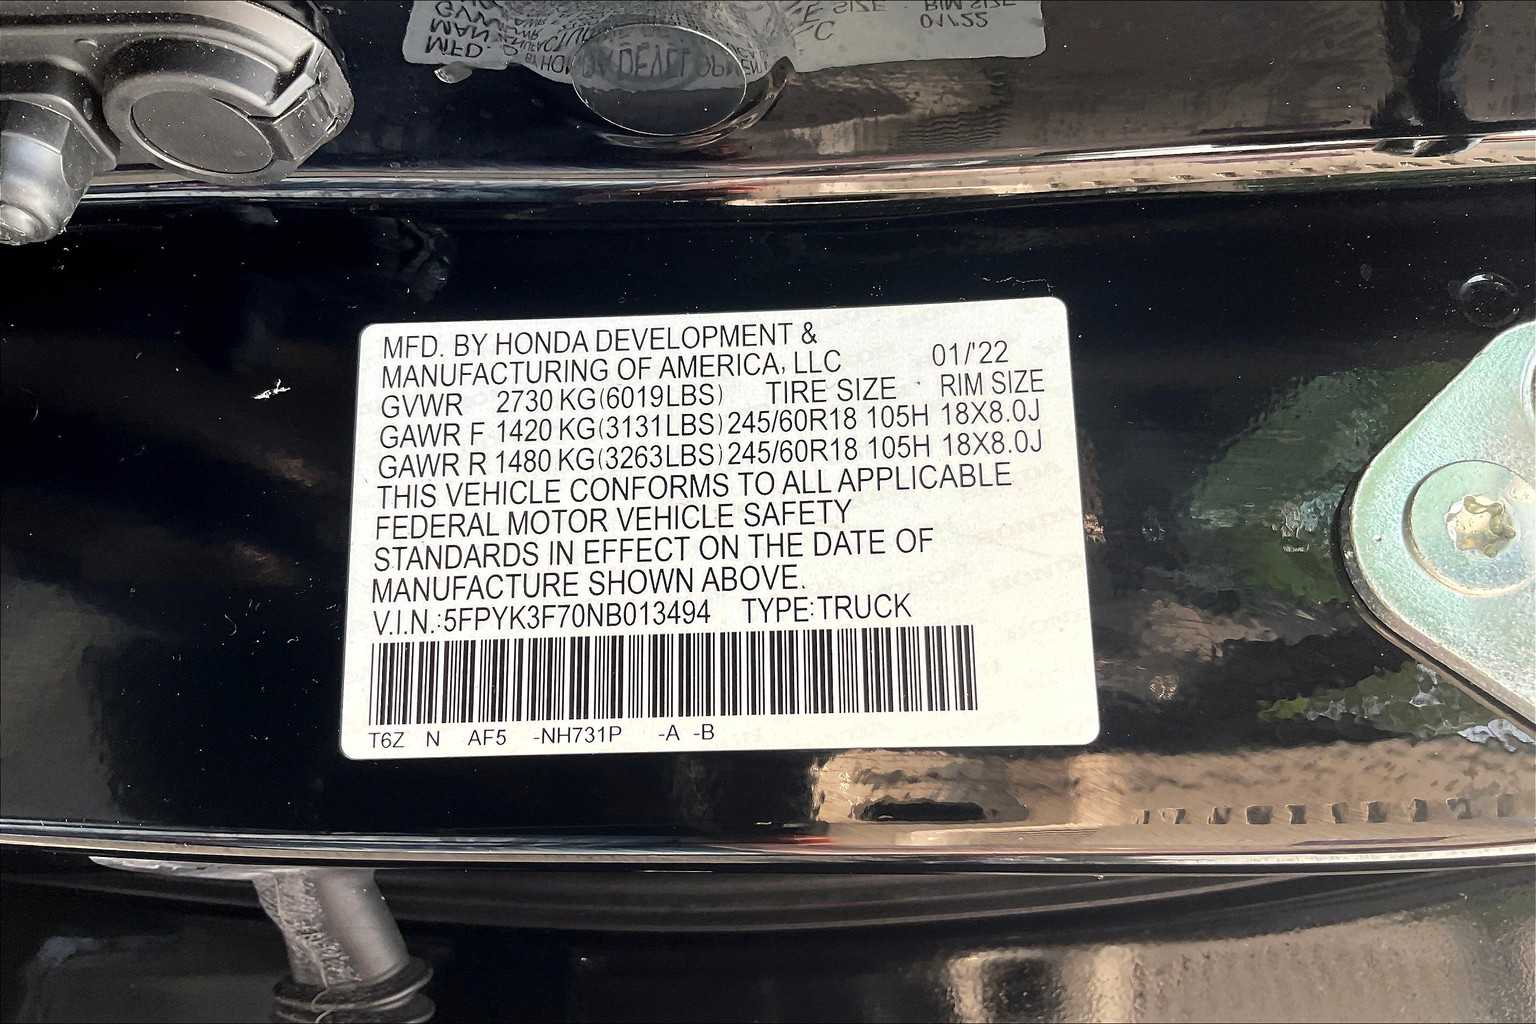 MFD. BY HONDA DEVELOPMENT &
MANUFACTURING OF AMERICA, LLC 01/'22
GVWR 2730 KG(6019LBS) TIRE SIZE RIM SIZE
GAWR F 1420 KG(3131LBS) 245/60R18 105H 18X8.0J
GAWR R 1480 KG(3263LBS) 245/60R18 105H 18X8.0J
THIS VEHICLE CONFORMS TO ALL APPLICABLE
FEDERAL MOTOR VEHICLE SAFETY
STANDARDS IN EFFECT ON THE DATE OF
MANUFACTURE SHOWN ABOVE.
V.I.N.:5FPYK3F70NB013494 TYPE:TRUCK
T6Z N AF5 -NH731P -A -B